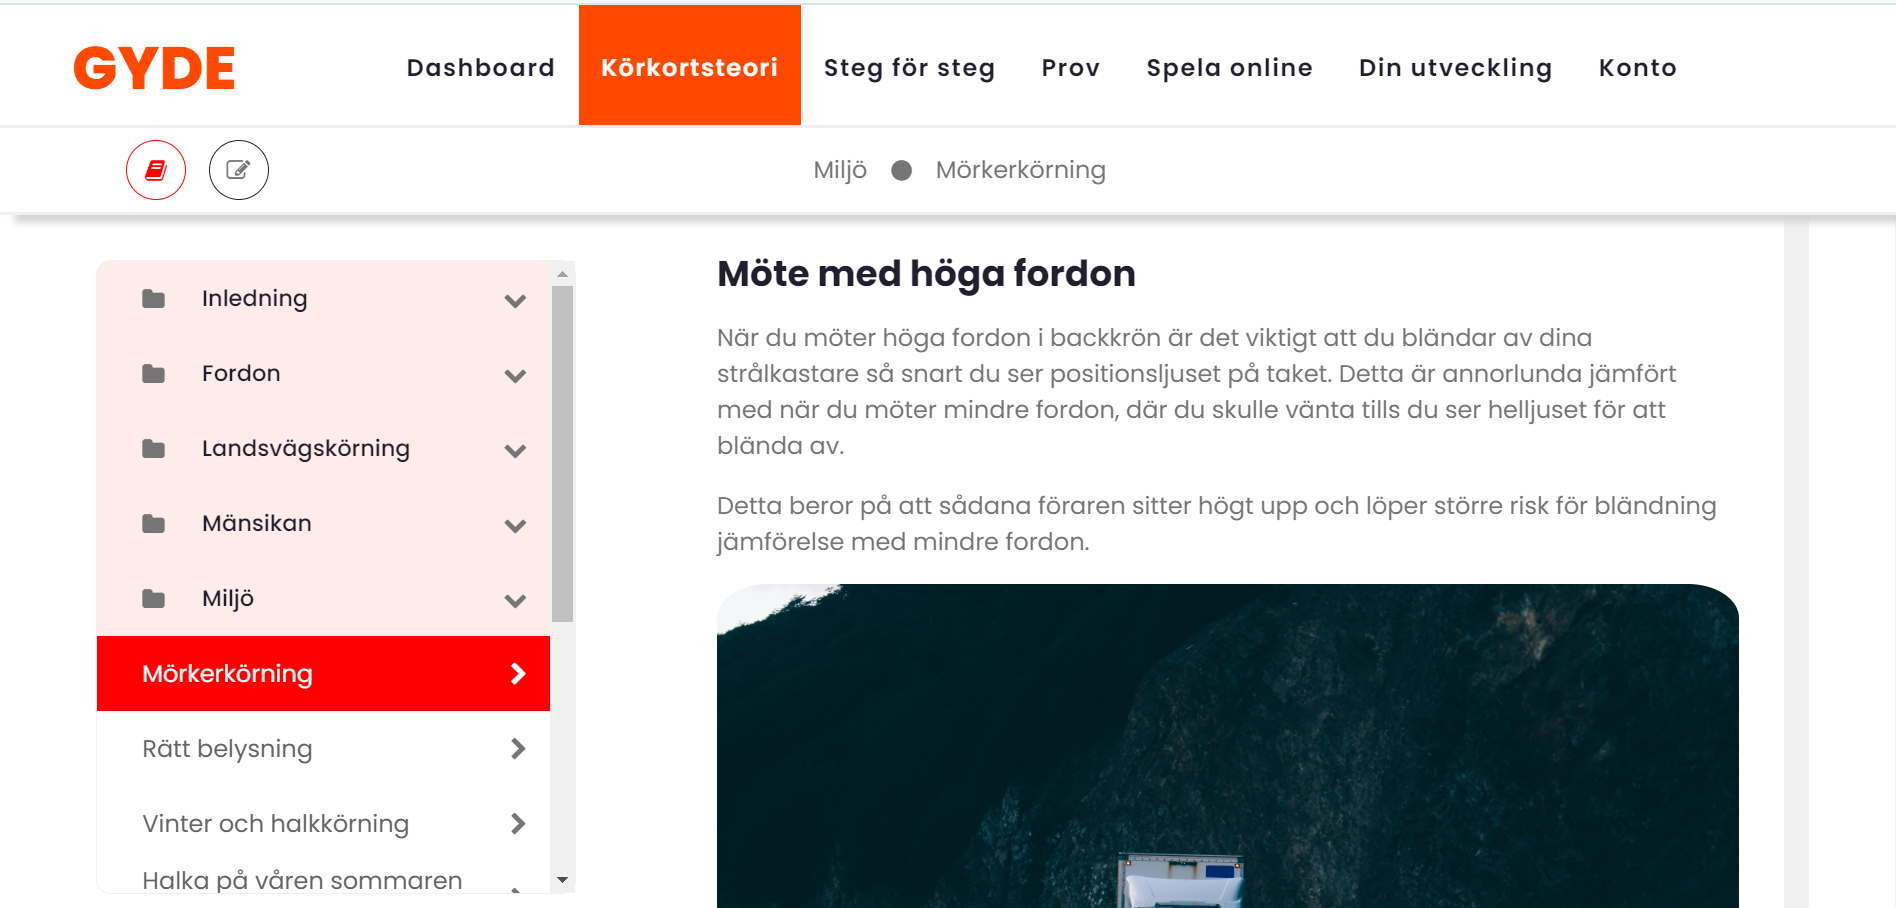 GYDE
Dashboard
Körkortsteori
Steg för steg
Prov
Spela online
Din utveckling
Konto
Miljö
Mörkerkörning
Inledning
Fordon
Landsvägskörning
Mänsikan
Miljö
Mörkerkörning
Rätt belysning
Vinter och halkkörning
Halka på våren sommaren
Möte med höga fordon
När du möter höga fordon i backkrön är det viktigt att du bländar av dina
strålkastare så snart du ser positionsljuset på taket. Detta är annorlunda jämfört
med när du möter mindre fordon, där du skulle vänta tills du ser helljuset för att
blända av.
Detta beror på att sådana föraren sitter högt upp och löper större risk för bländning
jämförelse med mindre fordon.